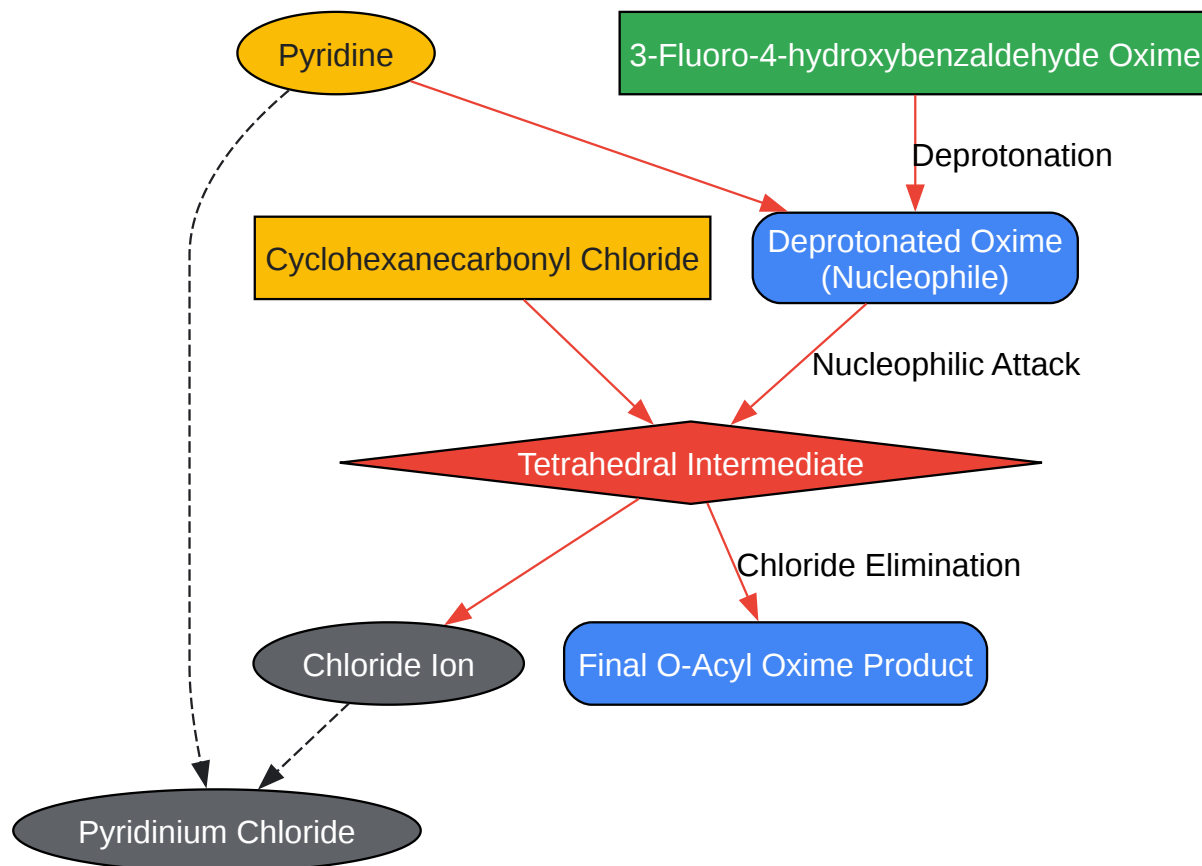 Pyridine
3-Fluoro-4-hydroxybenzaldehyde Oxime
Deprotonation
Cyclohexanecarbonyl Chloride
Deprotonated Oxime
(Nucleophile)
Nucleophilic Attack
Tetrahedral Intermediate
Chloride Elimination
Chloride Ion
Final O-Acyl Oxime Product
Pyridinium Chloride